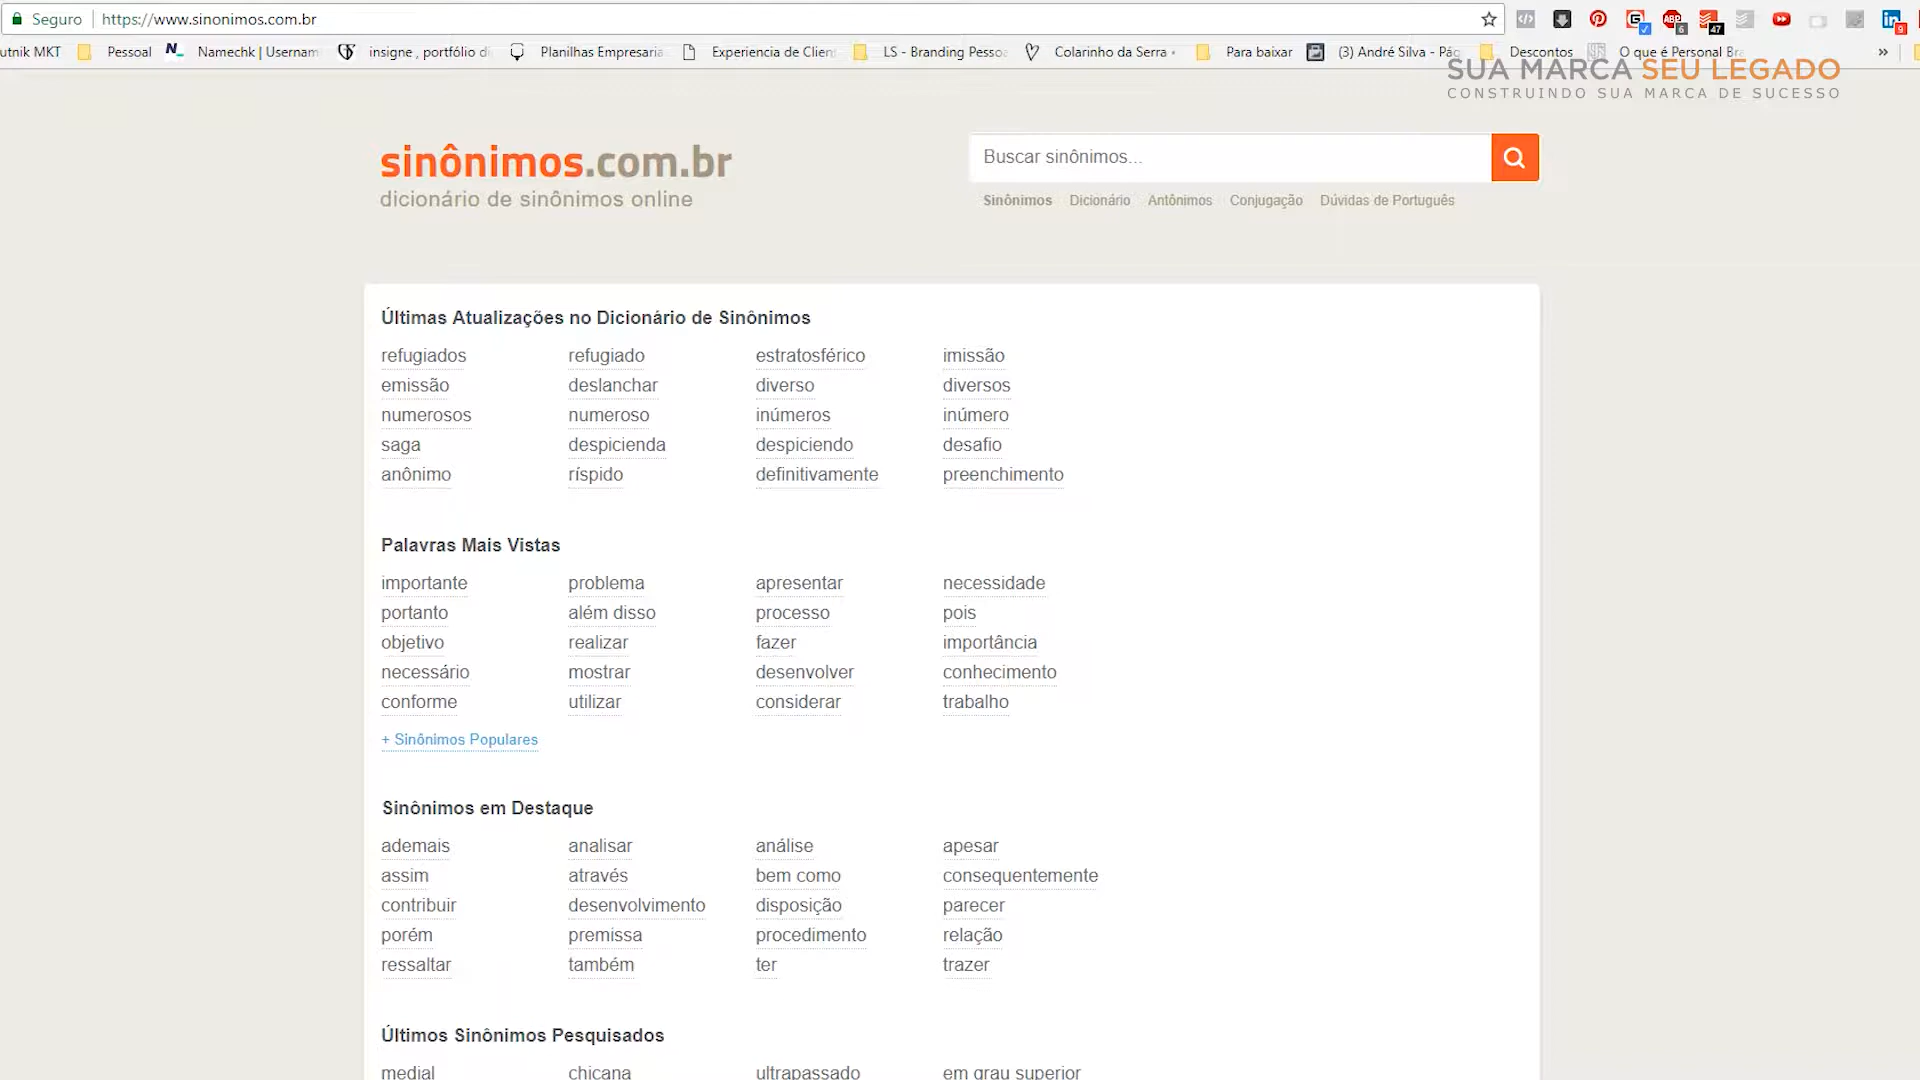 Seguro https://www.sinonimos.com.br
utnik MKT Pessoal Namechk | Usernam insigne , portfólio di Planilhas Empresaria Experiencia de Clien LS - Branding Pesso Colarinho da Serra Para baixar (3) André Silva - Pág Descontos O que é Personal Bra »
SUA MARCA SEU LEGADO
CONSTRUINDO SUA MARCA DE SUCESSO
sinônimos.com.br
dicionário de sinônimos online
Buscar sinônimos...
Sinônimos Dicionário Antônimos Conjugação Dúvidas de Português
Últimas Atualizações no Dicionário de Sinônimos
refugiados refugiado estratosférico imissão
emissão deslanchar diverso diversos
numerosos numeroso inúmeros inúmero
saga despicienda despiciendo desafio
anônimo ríspido definitivamente preenchimento
Palavras Mais Vistas
importante problema apresentar necessidade
portanto além disso processo pois
objetivo realizar fazer importância
necessário mostrar desenvolver conhecimento
conforme utilizar considerar trabalho
+ Sinônimos Populares
Sinônimos em Destaque
ademais analisar análise apesar
assim através bem como consequentemente
contribuir desenvolvimento disposição parecer
porém premissa procedimento relação
ressaltar também ter trazer
Últimos Sinônimos Pesquisados
medial chicana ultrapassado em grau superior